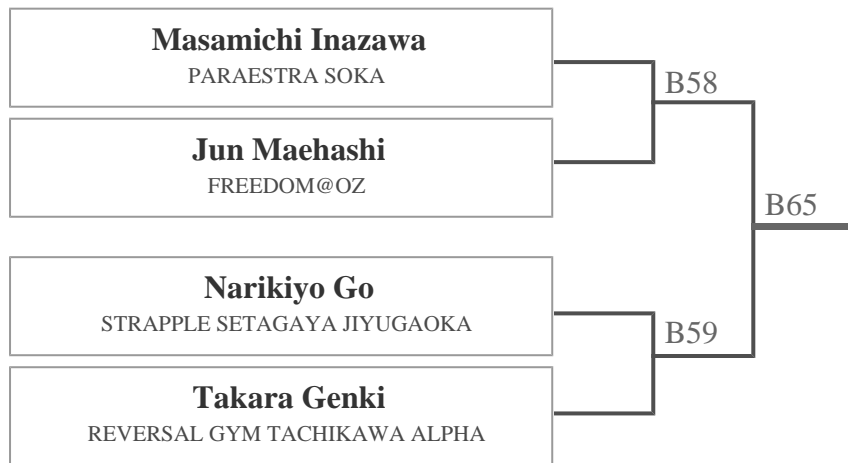 Masamichi Inazawa
PARAESTRA SOKA
B58
Jun Maehashi
FREEDOM@OZ
B65
Narikiyo Go
STRAPPLE SETAGAYA JIYUGAOKA
B59
Takara Genki
REVERSAL GYM TACHIKAWA ALPHA